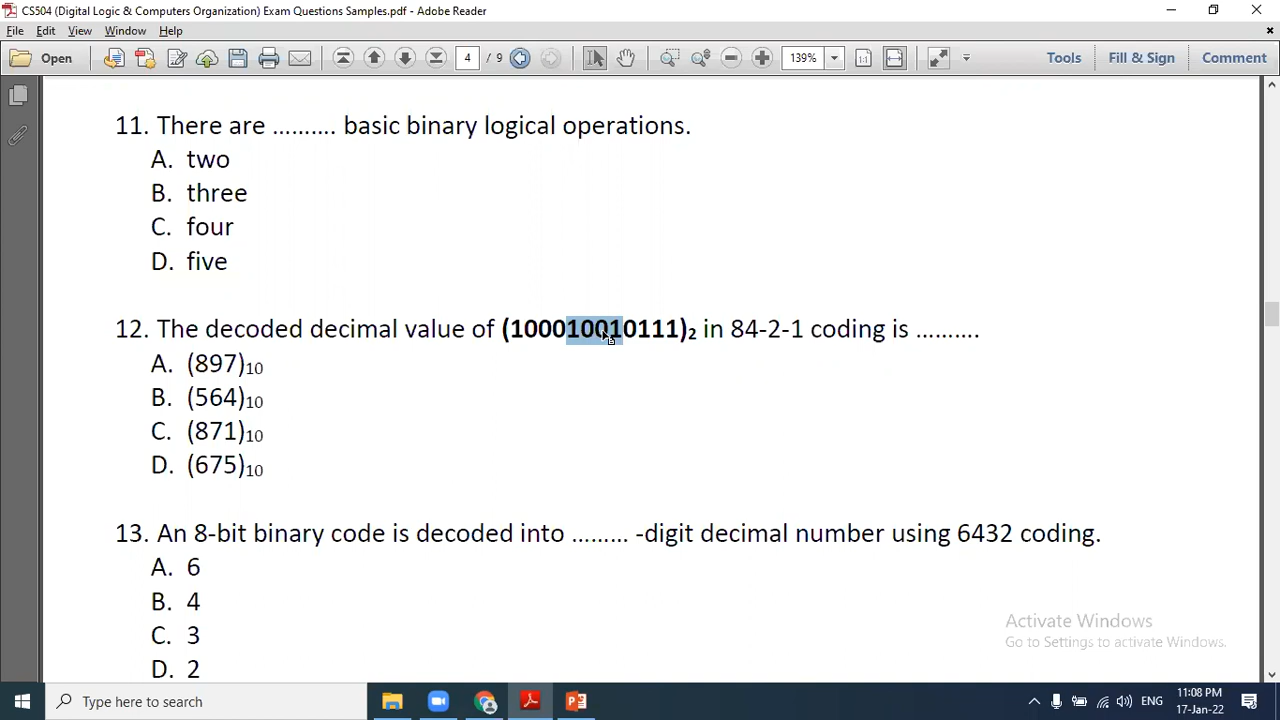 CS504 (Digital Logic & Computers Organization) Exam Questions Samples.pdf - Adobe Reader
File Edit View Window Help
Open 4 / 9 139% Tools Fill & Sign Comment
11. There are .......... basic binary logical operations.
A. two
B. three
C. four
D. five
12. The decoded decimal value of (100010010111)₂ in 84-2-1 coding is ..........
A. (897)₁₀
B. (564)₁₀
C. (871)₁₀
D. (675)₁₀
13. An 8-bit binary code is decoded into ......... -digit decimal number using 6432 coding.
A. 6
B. 4
C. 3
D. 2
Activate Windows
Go to Settings to activate Windows.
Type here to search
ENG
11:08 PM
17-Jan-22